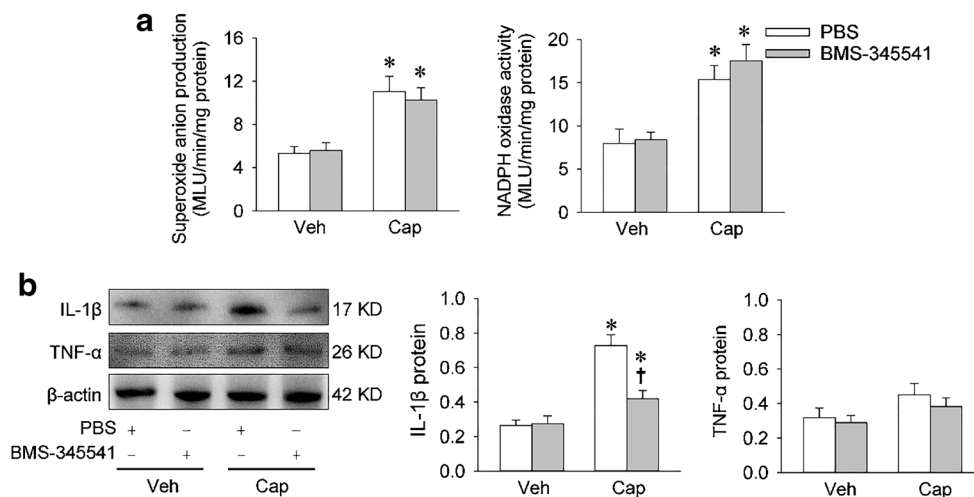 a
Superoxide anion production
(MLU/min/mg protein)
16
12
8
4
0
*
*
Veh
Cap
NADPH oxidase activity
(MLU/min/mg protein)
20
15
10
5
0
*
*
Veh
Cap
PBS
BMS-345541
b
IL-1β
17 KD
TNF-α
26 KD
β-actin
42 KD
PBS + – + –
BMS-345541 – + – +
Veh
Cap
IL-1β protein
1.0
0.8
0.6
0.4
0.2
0.0
*
*
†
Veh
Cap
TNF-α protein
1.0
0.8
0.6
0.4
0.2
0.0
Veh
Cap